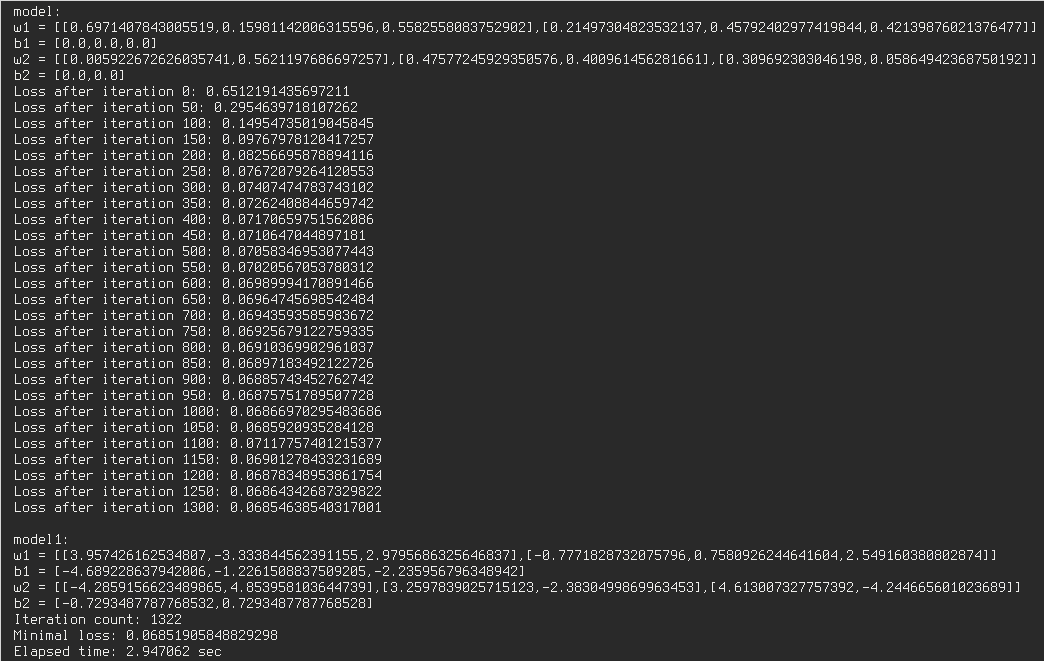 model:
w1 = [[0.6971407843005519,0.15981142006315596,0.5582558083752902],[0.21497304823532137,0.45792402977419844,0.42139876021376477]]
b1 = [0.0,0.0,0.0]
w2 = [[0.005922672626035741,0.5621197686697257],[0.47577245929350576,0.400961456281661],[0.309692303046198,0.05864942368750192]]
b2 = [0.0,0.0]
Loss after iteration 0: 0.6512191435697211
Loss after iteration 50: 0.2954639718107262
Loss after iteration 100: 0.14954735019045845
Loss after iteration 150: 0.09767978120417257
Loss after iteration 200: 0.08256695878894116
Loss after iteration 250: 0.07672079264120553
Loss after iteration 300: 0.07407474783743102
Loss after iteration 350: 0.07262408844659742
Loss after iteration 400: 0.07170659751562086
Loss after iteration 450: 0.0710647044897181
Loss after iteration 500: 0.07058346953077443
Loss after iteration 550: 0.07020567053780312
Loss after iteration 600: 0.06989994170891466
Loss after iteration 650: 0.06964745698542484
Loss after iteration 700: 0.06943593585983672
Loss after iteration 750: 0.06925679122759335
Loss after iteration 800: 0.06910369902961037
Loss after iteration 850: 0.06897183492122726
Loss after iteration 900: 0.06885743452762742
Loss after iteration 950: 0.06875751789507728
Loss after iteration 1000: 0.06866970295483686
Loss after iteration 1050: 0.0685920935284128
Loss after iteration 1100: 0.07117757401215377
Loss after iteration 1150: 0.06901278433231689
Loss after iteration 1200: 0.06878348953861754
Loss after iteration 1250: 0.06864342687329822
Loss after iteration 1300: 0.06854638540317001
model1:
w1 = [[3.957426162534807,-3.333844562391155,2.9795686325646837],[-0.7771828732075796,0.7580926244641604,2.549160380802874]]
b1 = [-4.689228637942006,-1.2261508837509205,-2.235956796348942]
w2 = [[-4.2859156623489865,4.853958103644739],[3.2597839025715123,-2.3830499869963453],[4.613007327757392,-4.244665601023689]]
b2 = [-0.7293487787768532,0.7293487787768528]
Iteration count: 1322
Minimal loss: 0.06851905848829298
Elapsed time: 2.947062 sec